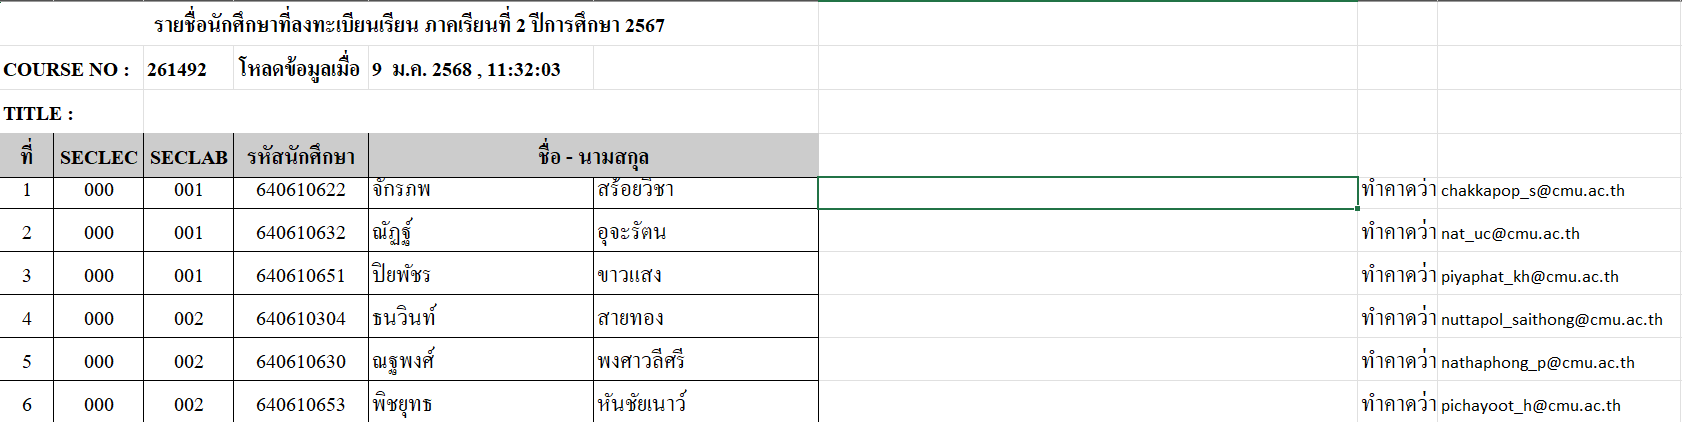 รายชื่อนักศึกษาที่ลงทะเบียนเรียน ภาคเรียนที่ 2 ปีการศึกษา 2567
COURSE NO : 261492 โหลดข้อมูลเมื่อ 9 ม.ค. 2568 , 11:32:03
TITLE :
ที่ SECLEC SECLAB รหัสนักศึกษา ชื่อ - นามสกุล
1 000 001 640610622 จักรภพ สร้อยวิชา ทำคาดว่า chakkapop_s@cmu.ac.th
2 000 001 640610632 ณัฏฐ์ อุจะรัตน ทำคาดว่า nat_uc@cmu.ac.th
3 000 001 640610651 ปิยพัชร ขาวแสง ทำคาดว่า piyaphat_kh@cmu.ac.th
4 000 002 640610304 ธนวินท์ สายทอง ทำคาดว่า nuttapol_saithong@cmu.ac.th
5 000 002 640610630 ณฐพงศ์ พงศาวลีศรี ทำคาดว่า nathaphong_p@cmu.ac.th
6 000 002 640610653 พิชยุทธ หันชัยเนาว์ ทำคาดว่า pichayoot_h@cmu.ac.th